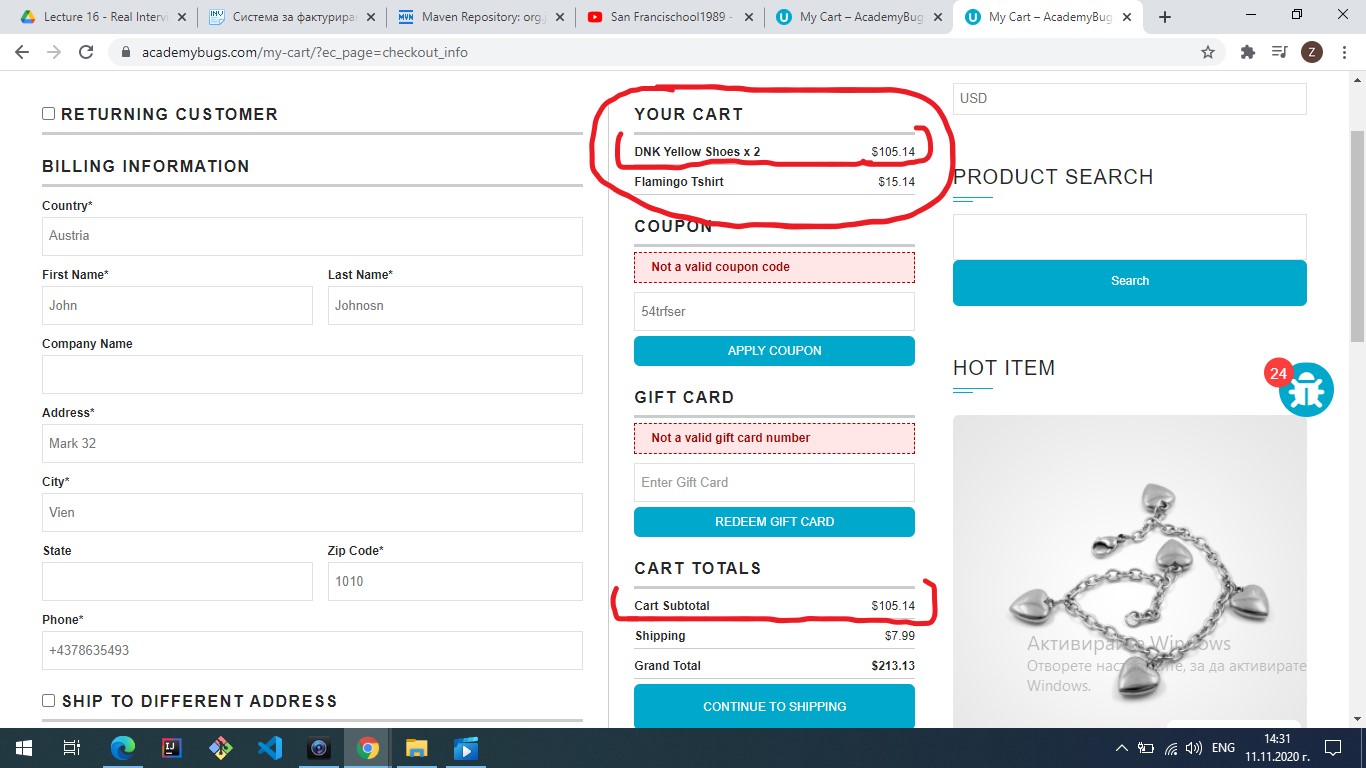 Lecture 16 - Real Intervi
Система за фактуриран
Maven Repository: org.j
San Francischool1989 -
My Cart – AcademyBug
My Cart – AcademyBug
academybugs.com/my-cart/?ec_page=checkout_info
Z
RETURNING CUSTOMER
BILLING INFORMATION
Country*
Austria
First Name*
Last Name*
John
Johnosn
Company Name
Address*
Mark 32
City*
Vien
State
Zip Code*
1010
Phone*
+4378635493
SHIP TO DIFFERENT ADDRESS
YOUR CART
DNK Yellow Shoes x 2 $105.14
Flamingo Tshirt $15.14
COUPON
Not a valid coupon code
54trfser
APPLY COUPON
GIFT CARD
Not a valid gift card number
Enter Gift Card
REDEEM GIFT CARD
CART TOTALS
Cart Subtotal $105.14
Shipping $7.99
Grand Total $213.13
CONTINUE TO SHIPPING
USD
PRODUCT SEARCH
Search
HOT ITEM
24
Активирайте Windows
Отворете настройките, за да активирате
Windows.
ENG
14:31
11.11.2020 г.